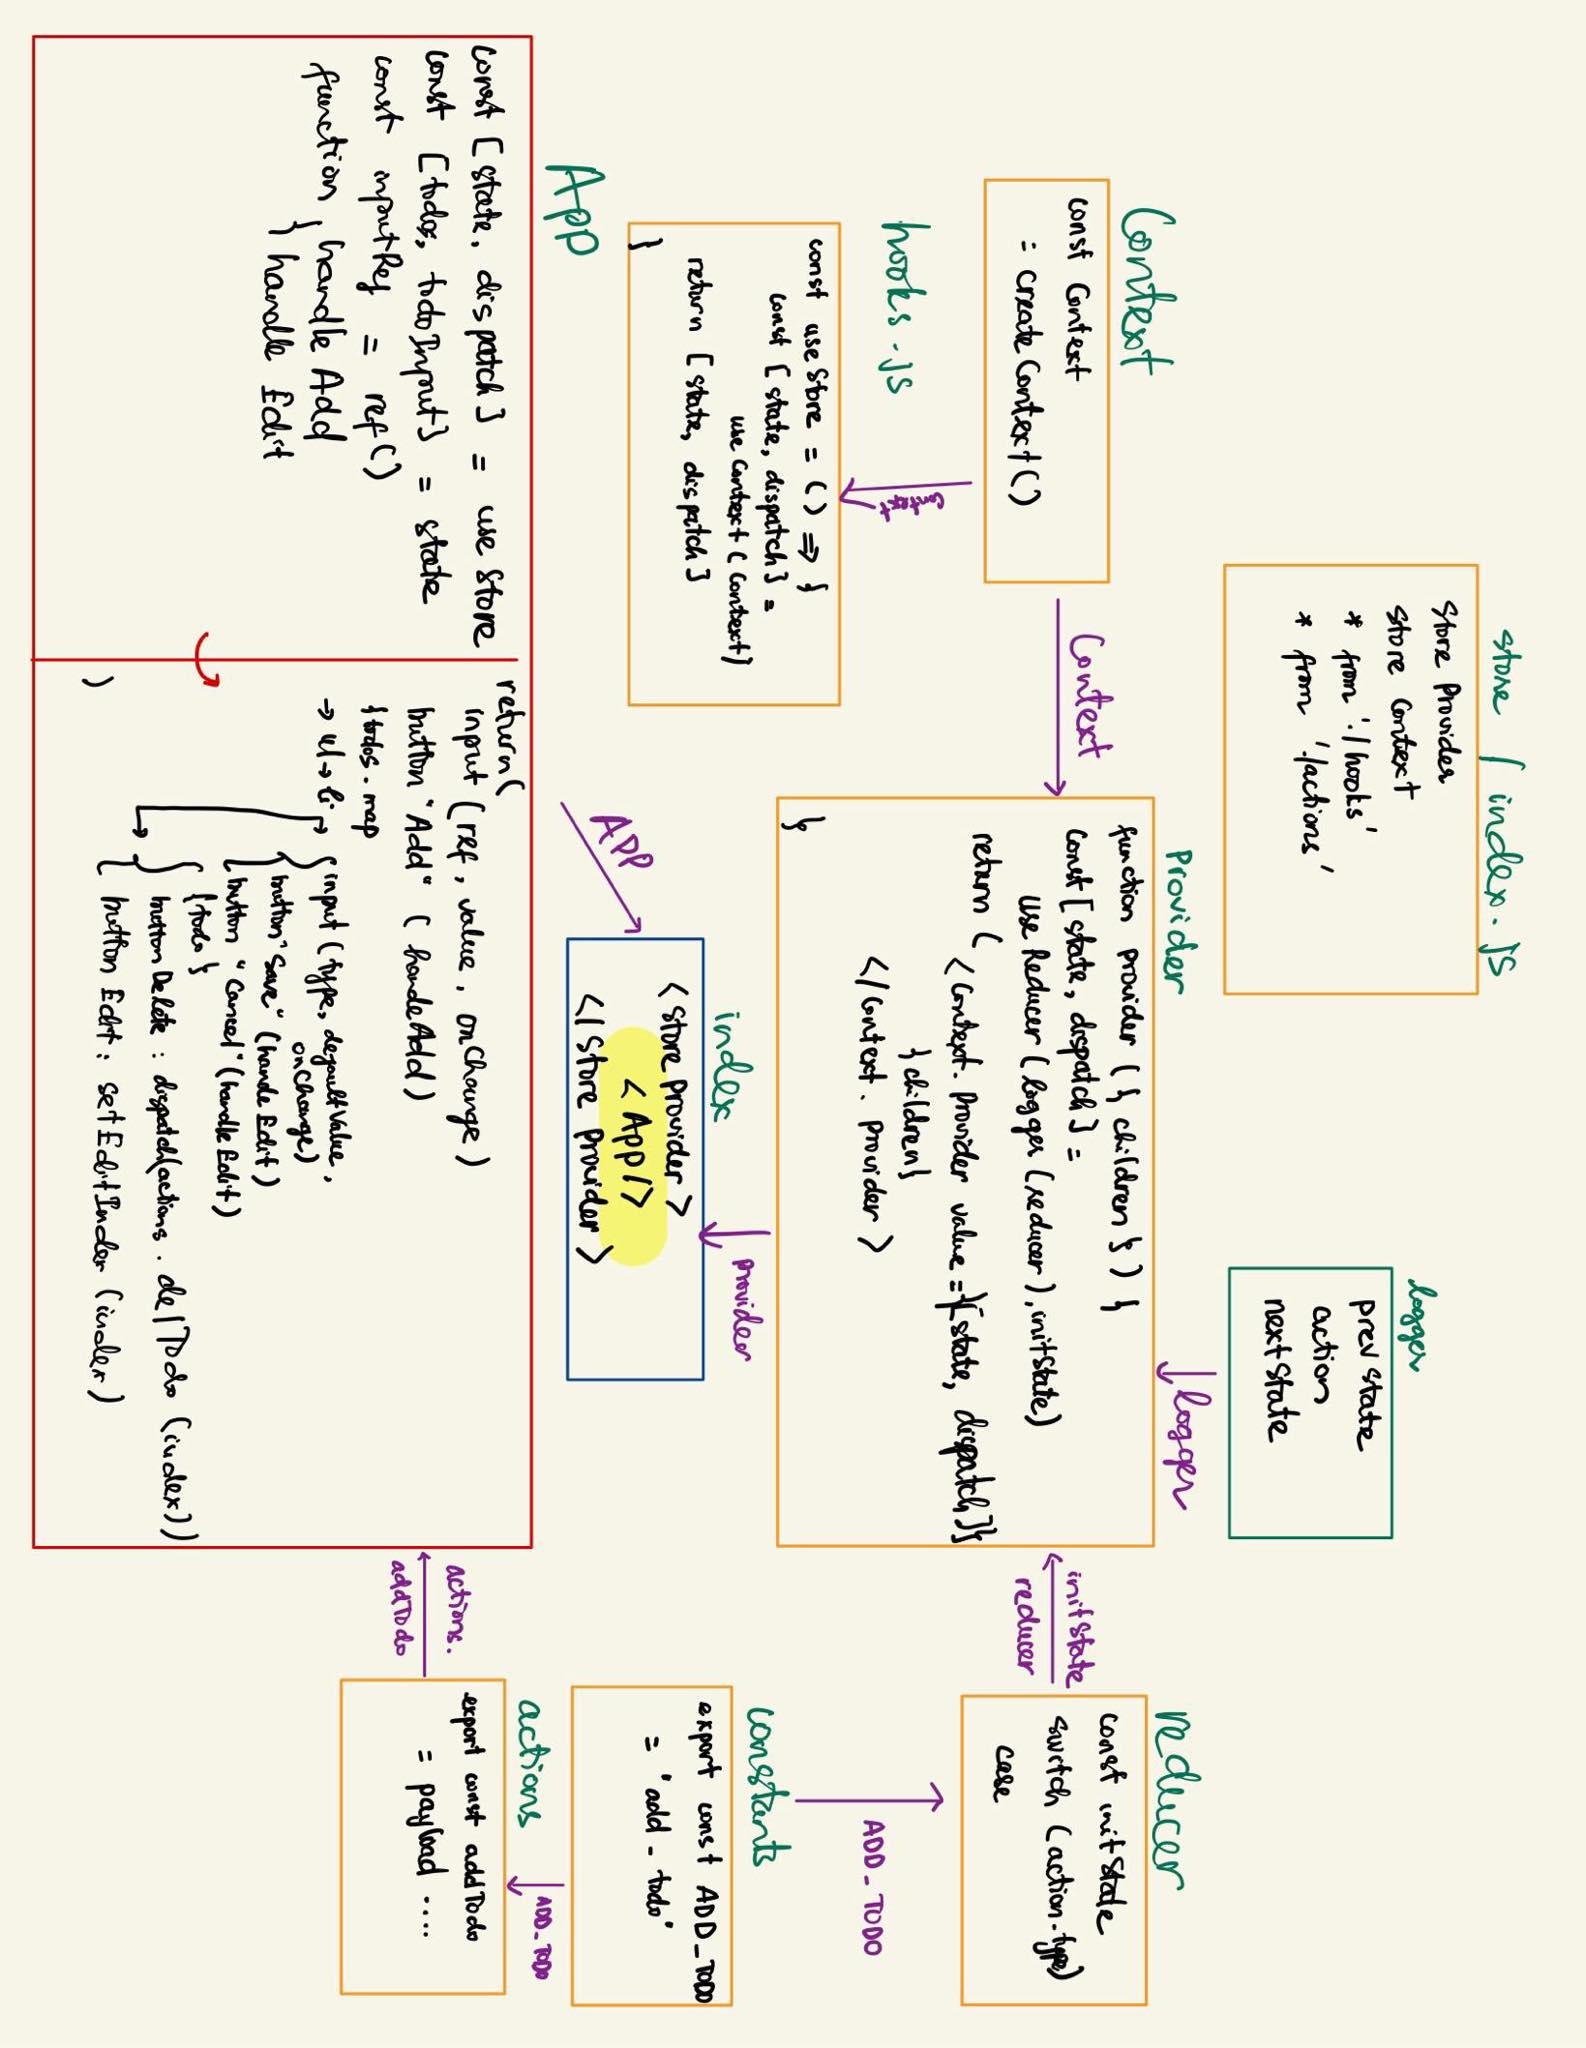 store / index.js
Store Provider
Store Context
* from './hooks'
* from './actions'
logger
prev state
action
next state
logger
Provider
function provider ({ children }) {
const [state, dispatch] =
use Reducer (logger (reducer), initState)
return (
<Context. Provider value ={[state, dispatch]}
{children}
</Context. Provider >
}
Context
const Context
= createContext()
Context
Context
reducer
const initState
switch (action.type)
case
initState
reducer
hooks.js
const useStore = () => {
const [state, dispatch] =
use Context (Context)
return [state, dispatch]
}
ADD_TODO
constants
export const ADD_TODO
= "add_todo"
provider
index
<Store Provider>
<App/>
</Store Provider>
APP
ADD_TODO
actions
export const addTodo
= payload ....
actions.
addTodo
App
const [state, dispatch] = use Store
const [todos, todoInput] = state
const inputRef = ref()
function { handle Add
handle Edit
return(
input (ref, value, onChange)
button "Add" (handeAdd)
{todos.map
→ ul → li → { input (type, defaultValue,
onChange)
button "Save" (hande Edit)
button "Cancel" (handle Edit)
{todo}
button Delete : dispatch(actions. delTodo (index))
button Edit : setEditIndex (index)
)